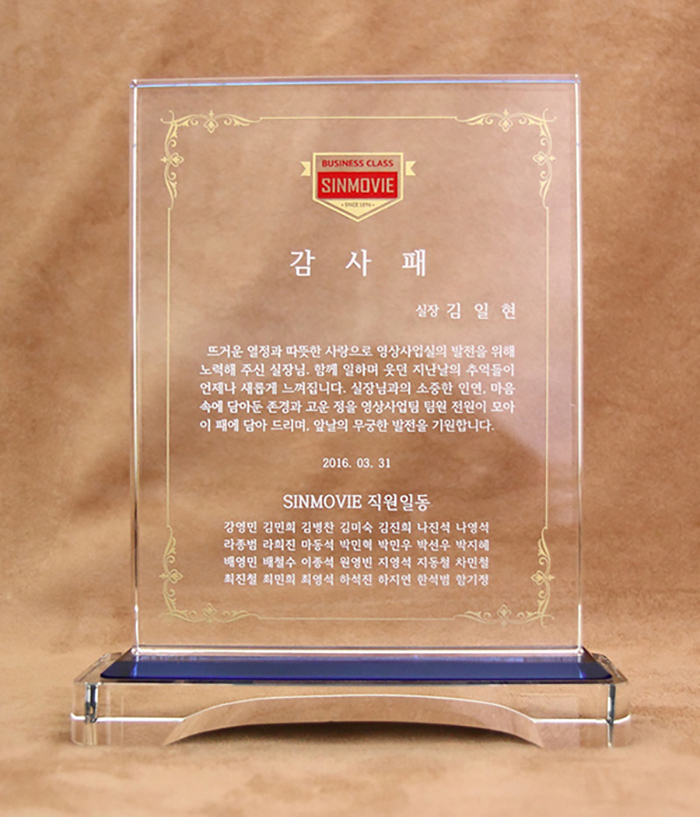 BUSINESS CLASS
SINMOVIE
SINCE 1896
감 사 패
실장 김 일 현
뜨거운 열정과 따뜻한 사랑으로 영상사업실의 발전을 위해
노력해 주신 실장님. 함께 일하며 웃던 지난날의 추억들이
언제나 새롭게 느껴집니다. 실장님과의 소중한 인연, 마음
속에 담아둔 존경과 고운 정을 영상사업팀 팀원 전원이 모아
이 패에 담아 드리며, 앞날의 무궁한 발전을 기원합니다.
2016. 03. 31
SINMOVIE 직원일동
강영민 김민희 김병찬 김미숙 김진희 나진석 나영석
라종범 라희진 마동석 박민혁 박민우 박선우 박지혜
배영민 배철수 이종석 원영빈 지영석 지동철 차민철
최진철 최민희 최영석 하석진 하지연 한석범 함기정